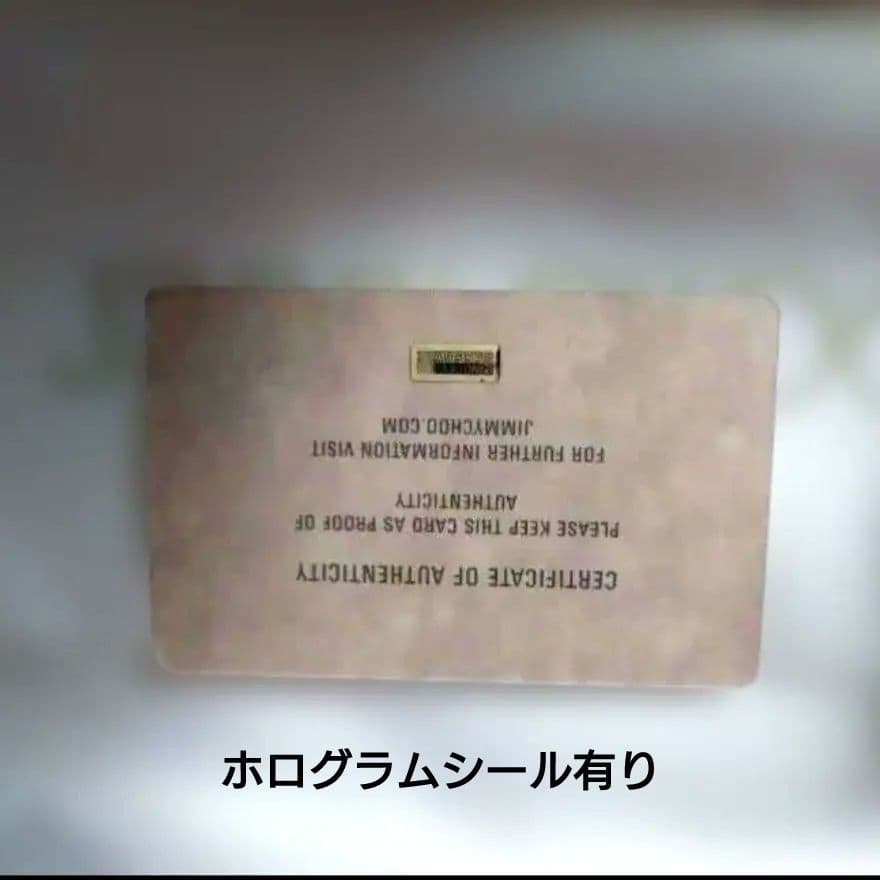 CERTIFICATE OF AUTHENTICITY
PLEASE KEEP THIS CARD AS PROOF OF
AUTHENTICITY
FOR FURTHER INFORMATION VISIT
JIMMYCHOO.COM
ホログラムシール有り